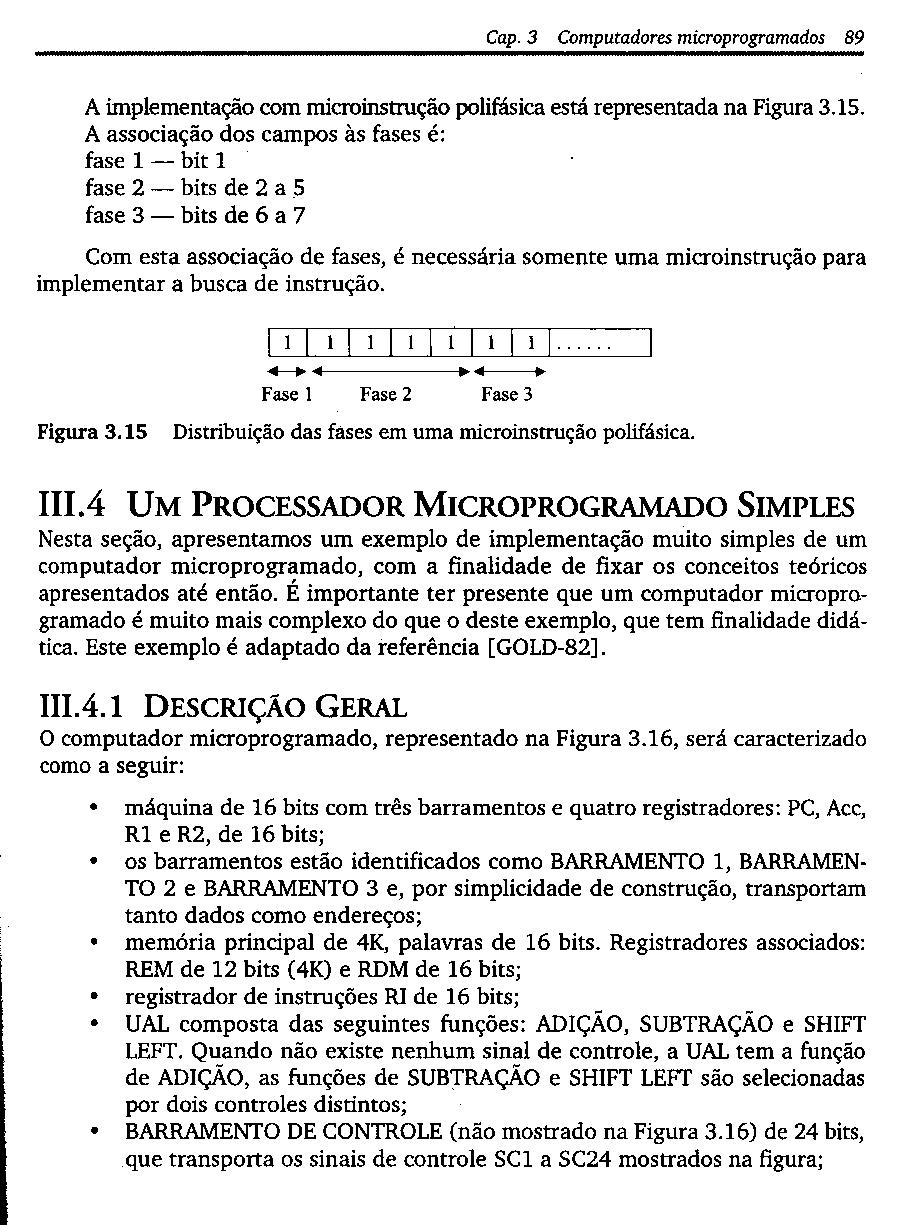 Cap. 3 Computadores microprogramados 89
A implementação com microinstrução polifásica está representada na Figura 3.15.
A associação dos campos às fases é:
fase 1 — bit 1
fase 2 — bits de 2 a 5
fase 3 — bits de 6 a 7
Com esta associação de fases, é necessária somente uma microinstrução para
implementar a busca de instrução.
1 1 1 1 1 1 1 ......
Fase 1 Fase 2 Fase 3
Figura 3.15 Distribuição das fases em uma microinstrução polifásica.
III.4 UM PROCESSADOR MICROPROGRAMADO SIMPLES
Nesta seção, apresentamos um exemplo de implementação muito simples de um
computador microprogramado, com a finalidade de fixar os conceitos teóricos
apresentados até então. É importante ter presente que um computador micropro-
gramado é muito mais complexo do que o deste exemplo, que tem finalidade didá-
tica. Este exemplo é adaptado da referência [GOLD-82].
III.4.1 DESCRIÇÃO GERAL
O computador microprogramado, representado na Figura 3.16, será caracterizado
como a seguir:
• máquina de 16 bits com três barramentos e quatro registradores: PC, Acc,
R1 e R2, de 16 bits;
• os barramentos estão identificados como BARRAMENTO 1, BARRAMEN-
TO 2 e BARRAMENTO 3 e, por simplicidade de construção, transportam
tanto dados como endereços;
• memória principal de 4K, palavras de 16 bits. Registradores associados:
REM de 12 bits (4K) e RDM de 16 bits;
• registrador de instruções RI de 16 bits;
• UAL composta das seguintes funções: ADIÇÃO, SUBTRAÇÃO e SHIFT
LEFT. Quando não existe nenhum sinal de controle, a UAL tem a função
de ADIÇÃO, as funções de SUBTRAÇÃO e SHIFT LEFT são selecionadas
por dois controles distintos;
• BARRAMENTO DE CONTROLE (não mostrado na Figura 3.16) de 24 bits,
que transporta os sinais de controle SC1 a SC24 mostrados na figura;